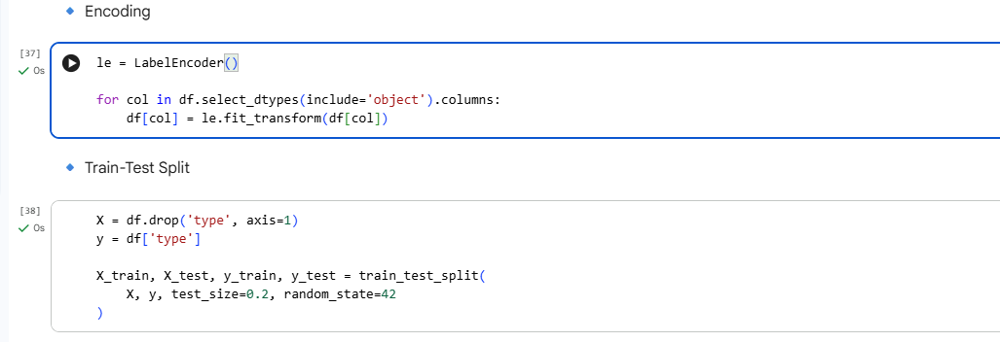 Encoding
[37]
0s
le = LabelEncoder()
for col in df.select_dtypes(include='object').columns:
    df[col] = le.fit_transform(df[col])
Train-Test Split
[38]
0s
X = df.drop('type', axis=1)
y = df['type']
X_train, X_test, y_train, y_test = train_test_split(
    X, y, test_size=0.2, random_state=42
)